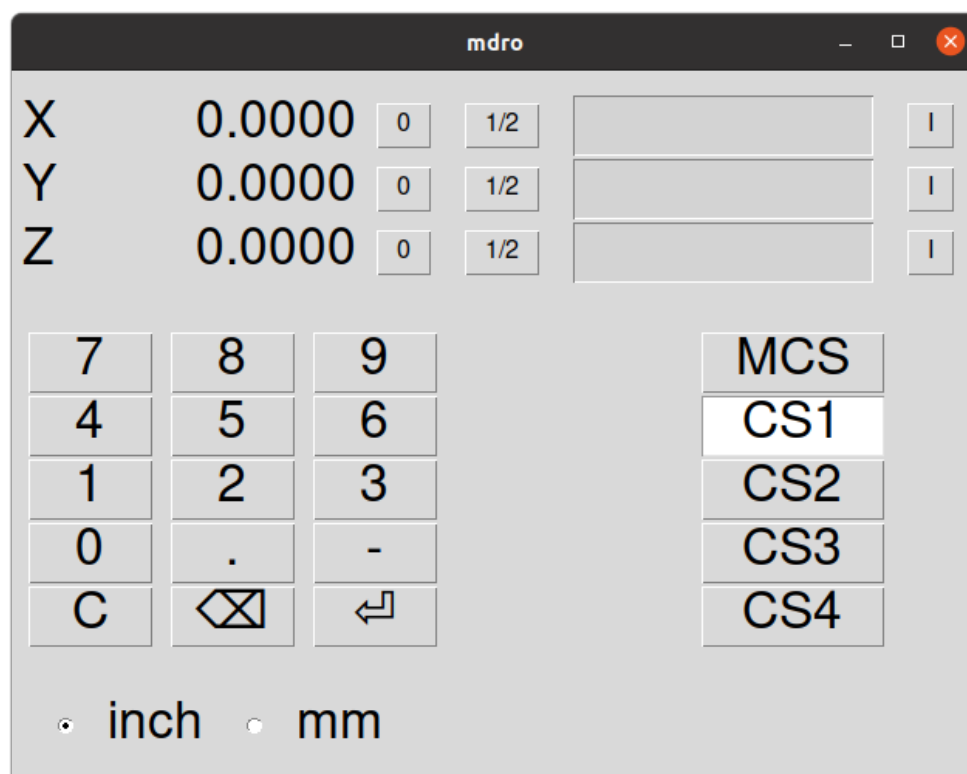 mdro
X 0.0000 0 1/2 I
Y 0.0000 0 1/2 I
Z 0.0000 0 1/2 I
7 8 9 MCS
4 5 6 CS1
1 2 3 CS2
0 . - CS3
C ⌫ ⏎ CS4
inch mm